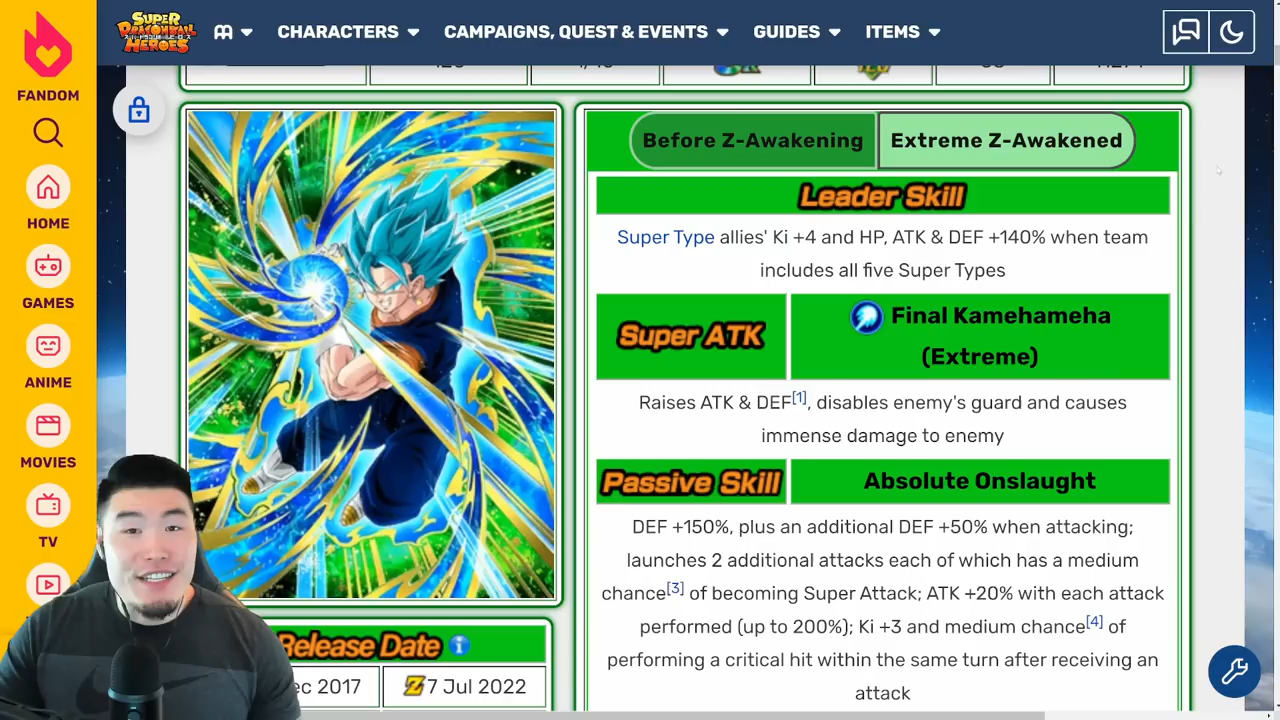 SUPER DRAGONBALL HEROES
CHARACTERS
CAMPAIGNS, QUEST & EVENTS
GUIDES
ITEMS
FANDOM
HOME
GAMES
ANIME
MOVIES
TV
Before Z-Awakening
Extreme Z-Awakened
Leader Skill
Super Type allies' Ki +4 and HP, ATK & DEF +140% when team
includes all five Super Types
Super ATK
Final Kamehameha
(Extreme)
Raises ATK & DEF[1], disables enemy's guard and causes
immense damage to enemy
Passive Skill
Absolute Onslaught
DEF +150%, plus an additional DEF +50% when attacking;
launches 2 additional attacks each of which has a medium
chance[3] of becoming Super Attack; ATK +20% with each attack
performed (up to 200%); Ki +3 and medium chance[4] of
performing a critical hit within the same turn after receiving an
attack
Release Date
2017
Z 7 Jul 2022